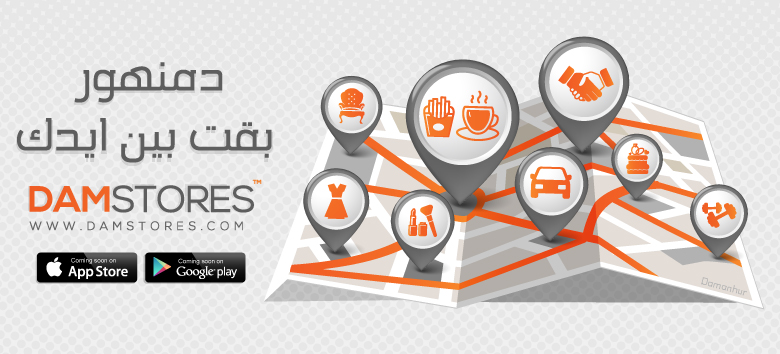 دمنهور
بقت بين ايدك
DAMSTORES™
WWW.DAMSTORES.COM
Coming soon on
App Store
Coming soon on
Google play
Damanhur